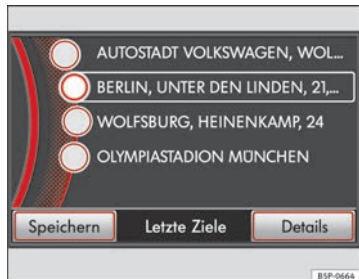 AUTOSTADT VOLKSWAGEN, WOL...
BERLIN, UNTER DEN LINDEN, 21,...
WOLFSBURG, HEINENKAMP, 24
OLYMPIASTADION MÜNCHEN
Speichern Letzte Ziele Details
B5P-0664